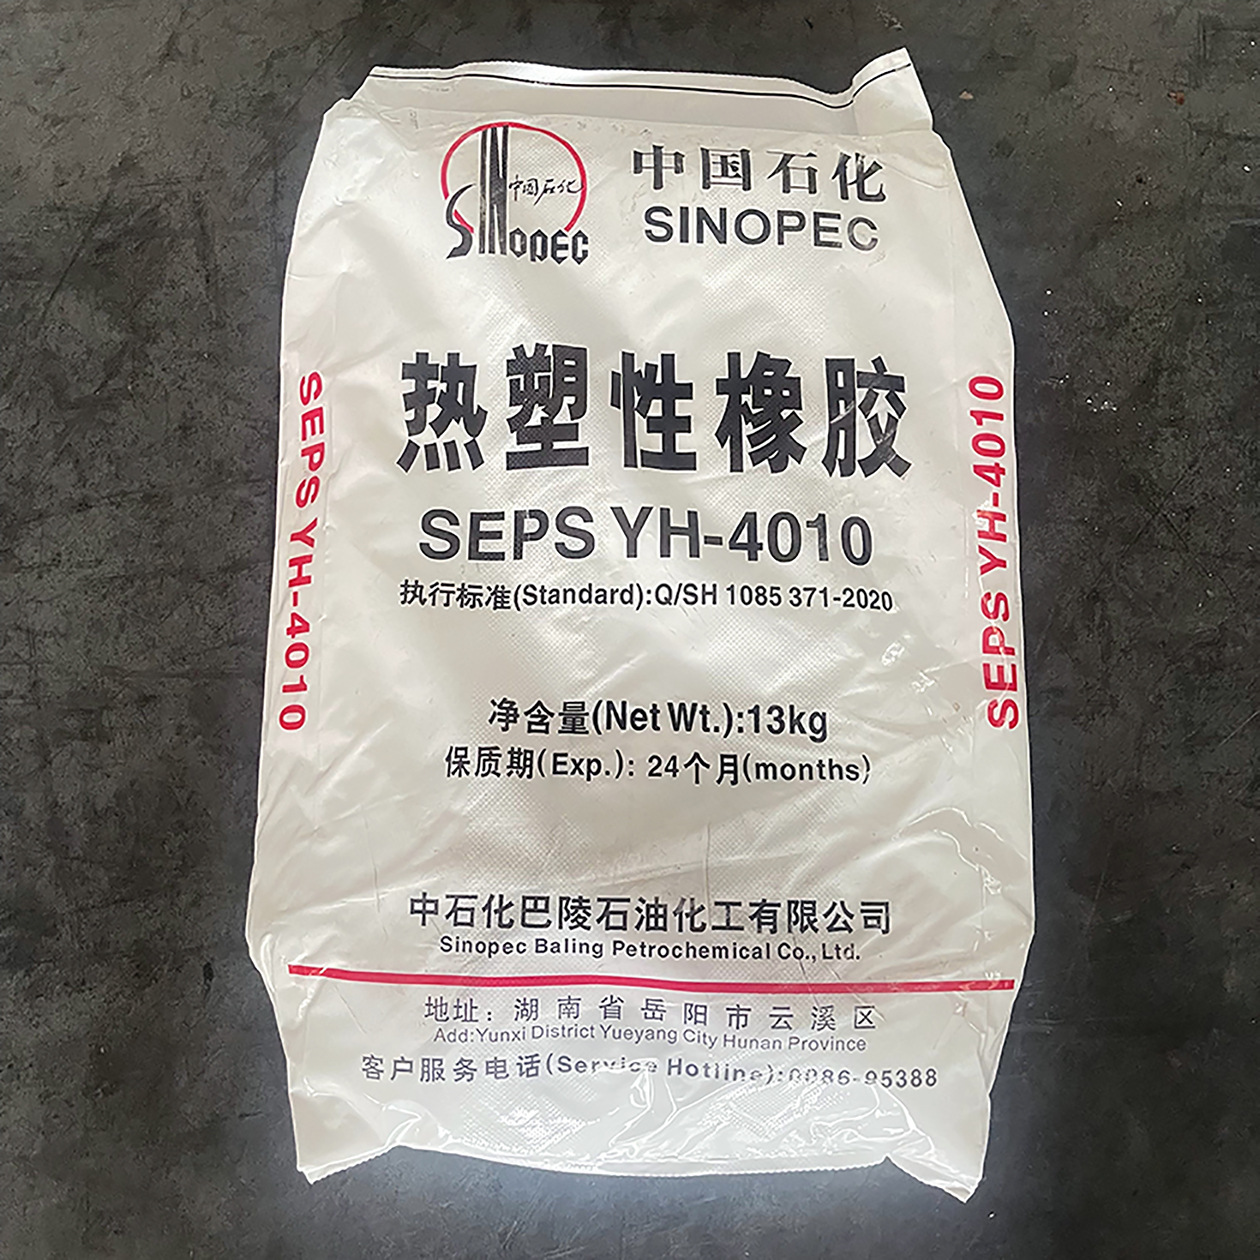 中国石化
SINOPEC
中国石化
SINOPEC
热塑性橡胶
SEPS YH-4010
SEPS YH-4010
SEPS YH-4010
执行标准(Standard):Q/SH 1085 371-2020
净含量(Net Wt.):13kg
保质期(Exp.): 24个月(months)
中石化巴陵石油化工有限公司
Sinopec Baling Petrochemical Co., Ltd.
地址：湖南省岳阳市云溪区
Add:Yunxi District Yueyang City Hunan Province
客户服务电话(Service Hotline):0086-95388